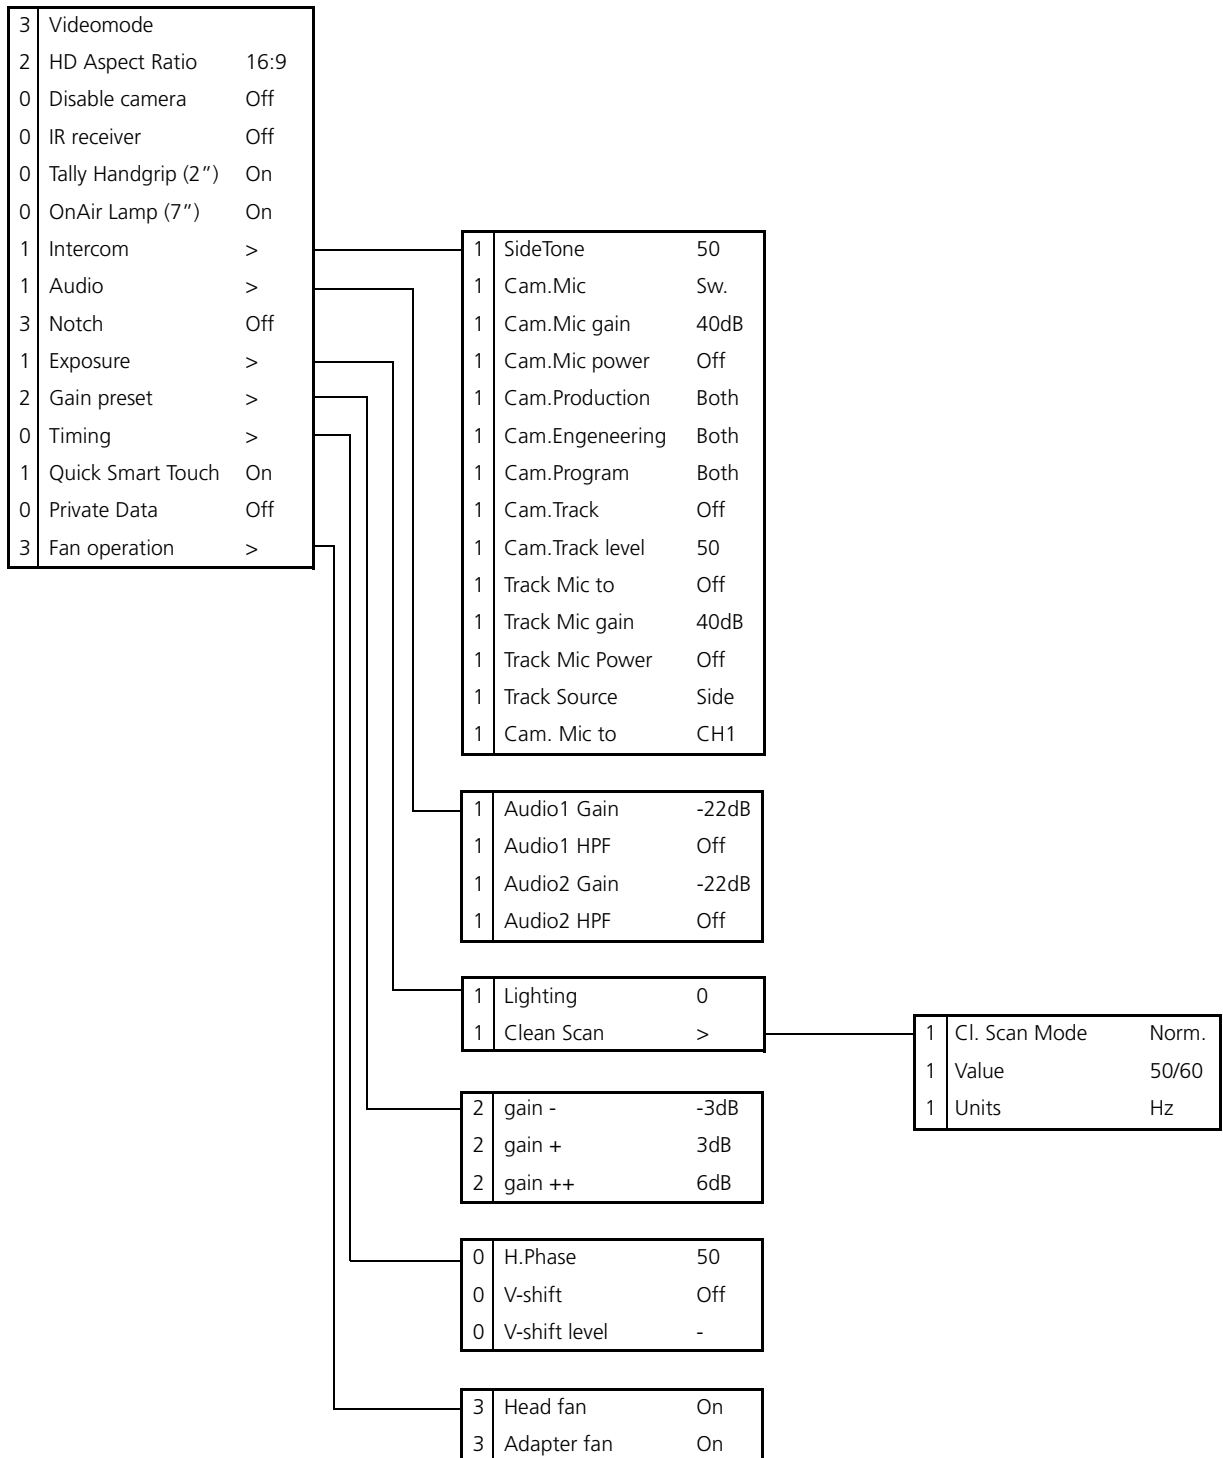 3 Videomode
2 HD Aspect Ratio 16:9
0 Disable camera Off
0 IR receiver Off
0 Tally Handgrip (2”) On
0 OnAir Lamp (7”) On
1 Intercom >
1 Audio >
3 Notch Off
1 Exposure >
2 Gain preset >
0 Timing >
1 Quick Smart Touch On
0 Private Data Off
3 Fan operation >
1 SideTone 50
1 Cam.Mic Sw.
1 Cam.Mic gain 40dB
1 Cam.Mic power Off
1 Cam.Production Both
1 Cam.Engeneering Both
1 Cam.Program Both
1 Cam.Track Off
1 Cam.Track level 50
1 Track Mic to Off
1 Track Mic gain 40dB
1 Track Mic Power Off
1 Track Source Side
1 Cam. Mic to CH1
1 Audio1 Gain -22dB
1 Audio1 HPF Off
1 Audio2 Gain -22dB
1 Audio2 HPF Off
1 Lighting 0
1 Clean Scan >
1 Cl. Scan Mode Norm.
1 Value 50/60
1 Units Hz
2 gain - -3dB
2 gain + 3dB
2 gain ++ 6dB
0 H.Phase 50
0 V-shift Off
0 V-shift level -
3 Head fan On
3 Adapter fan On